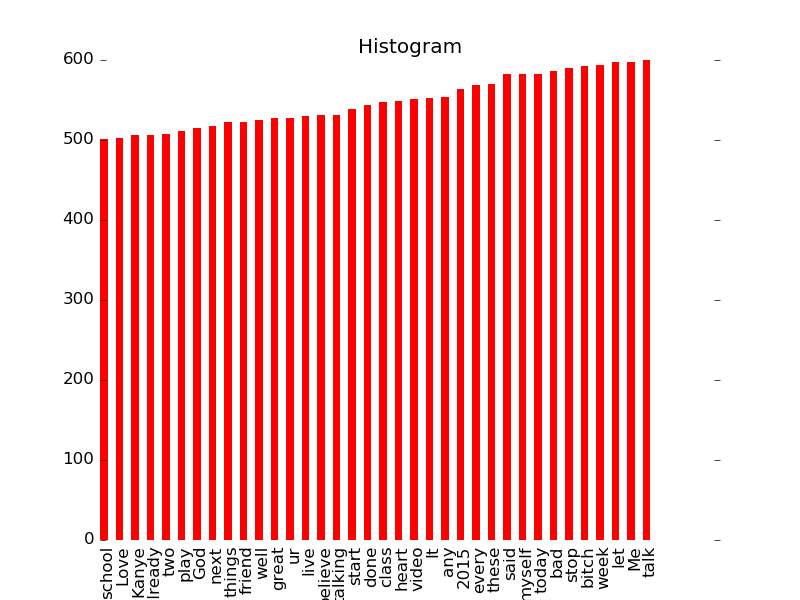 Histogram
600
500
400
300
200
100
0
school
Love
Kanye
lready
two
play
God
next
things
friend
well
great
ur
live
believe
talking
start
done
class
heart
video
It
any
2015
every
these
said
myself
today
bad
stop
bitch
week
let
Me
talk